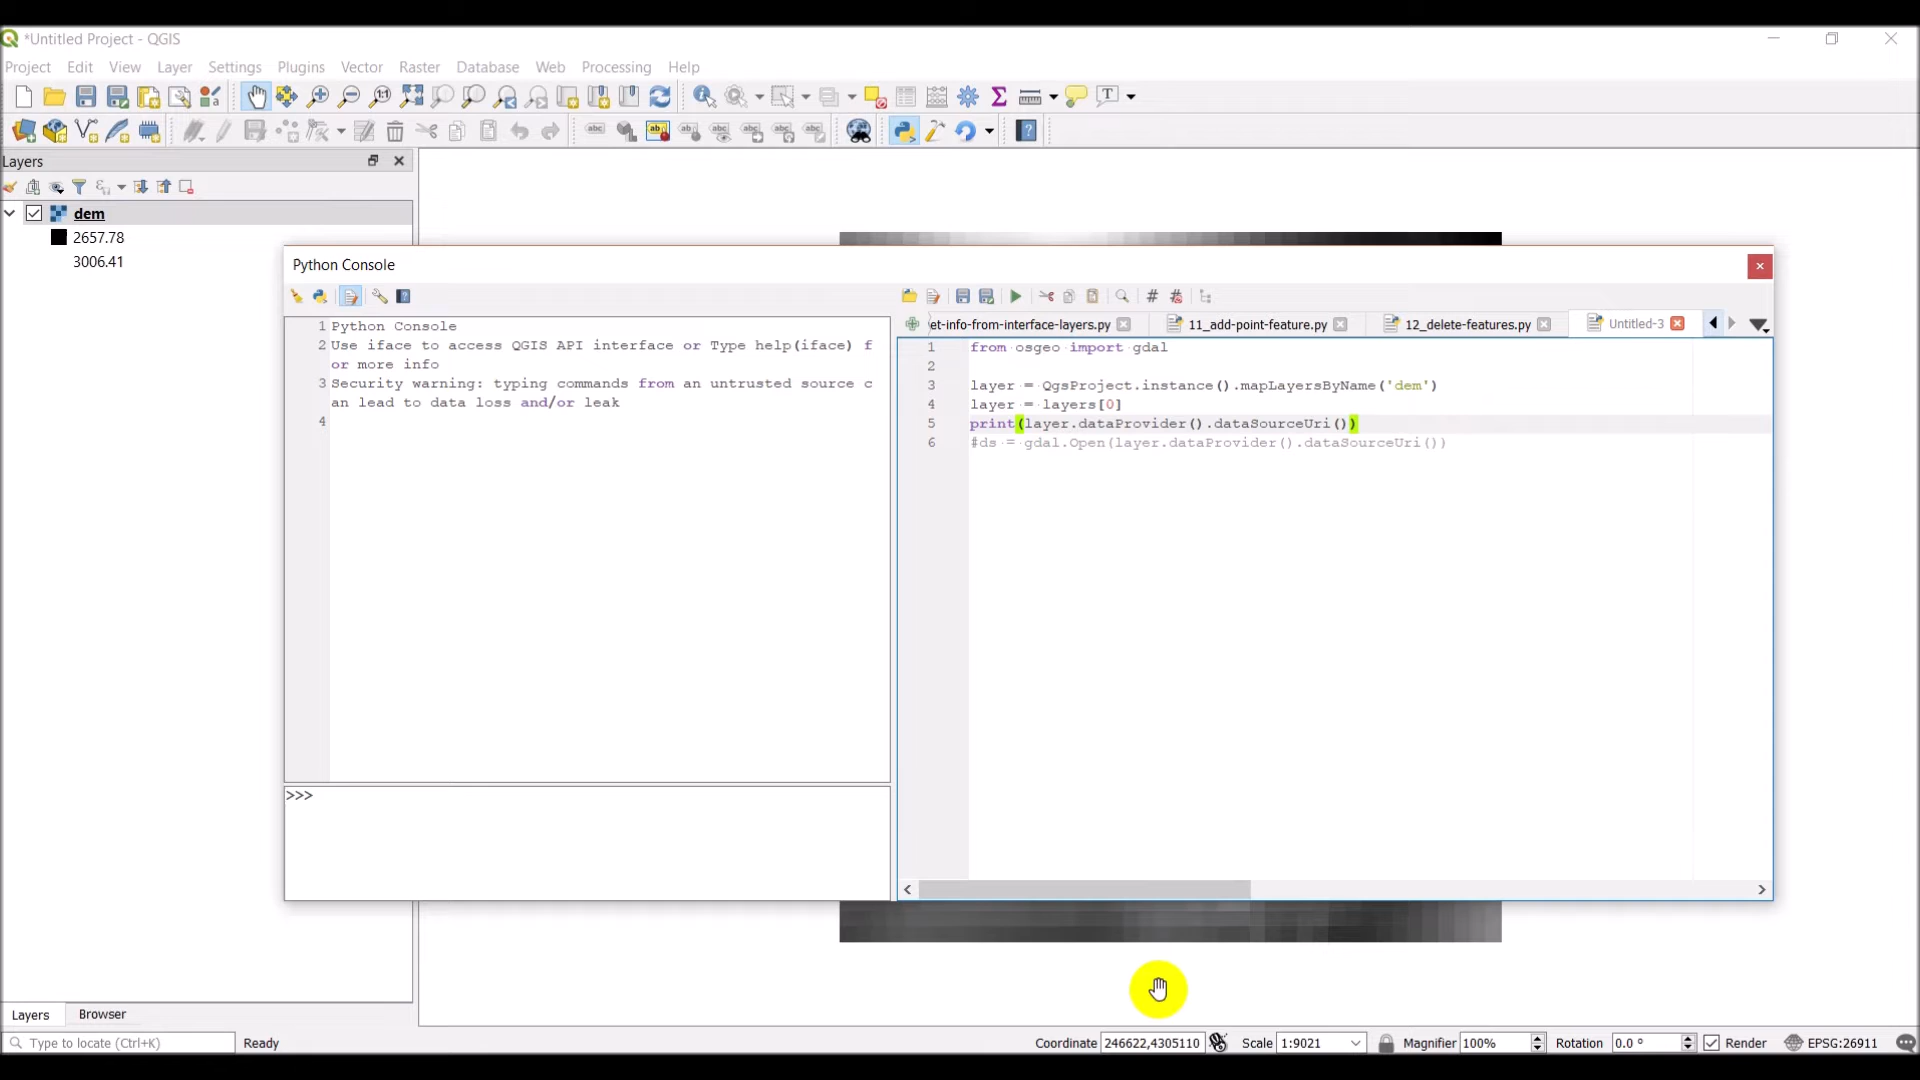 *Untitled Project - QGIS
Project Edit View Layer Settings Plugins Vector Raster Database Web Processing Help
Layers
dem
2657.78
3006.41
Python Console
et-info-from-interface-layers.py 11_add-point-feature.py 12_delete-features.py Untitled-3
1 Python Console
2 Use iface to access QGIS API interface or Type help(iface) f
or more info
3 Security warning: typing commands from an untrusted source c
an lead to data loss and/or leak
4
>>>
1 from osgeo import gdal
2
3 layer = QgsProject.instance().mapLayersByName('dem')
4 layer = layers[0]
5 print(layer.dataProvider().dataSourceUri())
6 #ds = gdal.Open(layer.dataProvider().dataSourceUri())
Layers Browser
Type to locate (Ctrl+K) Ready Coordinate 246622,4305110 Scale 1:9021 Magnifier 100% Rotation 0.0 ° Render EPSG:26911